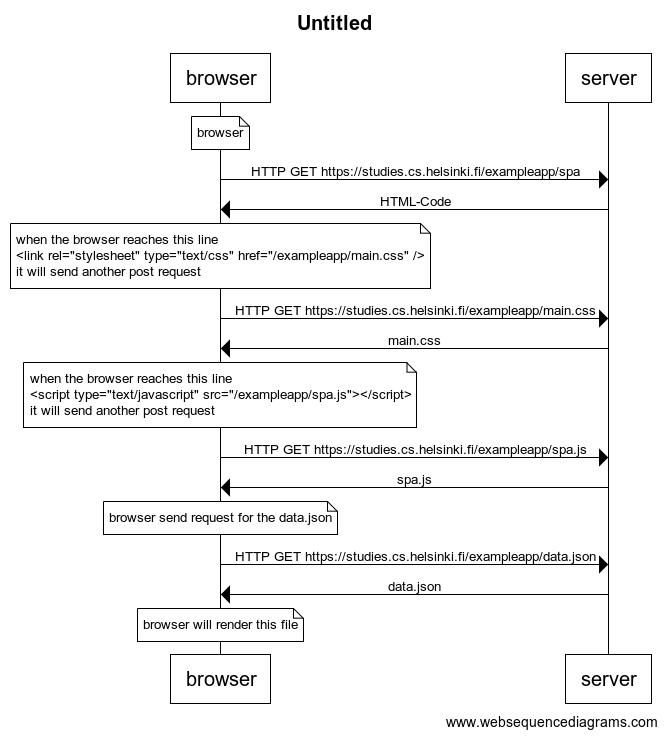 Untitled
browser
server
browser
HTTP GET https://studies.cs.helsinki.fi/exampleapp/spa
HTML-Code
when the browser reaches this line
<link rel="stylesheet" type="text/css" href="/exampleapp/main.css" />
it will send another post request
HTTP GET https://studies.cs.helsinki.fi/exampleapp/main.css
main.css
when the browser reaches this line
<script type="text/javascript" src="/exampleapp/spa.js"></script>
it will send another post request
HTTP GET https://studies.cs.helsinki.fi/exampleapp/spa.js
spa.js
browser send request for the data.json
HTTP GET https://studies.cs.helsinki.fi/exampleapp/data.json
data.json
browser will render this file
browser
server
www.websequencediagrams.com